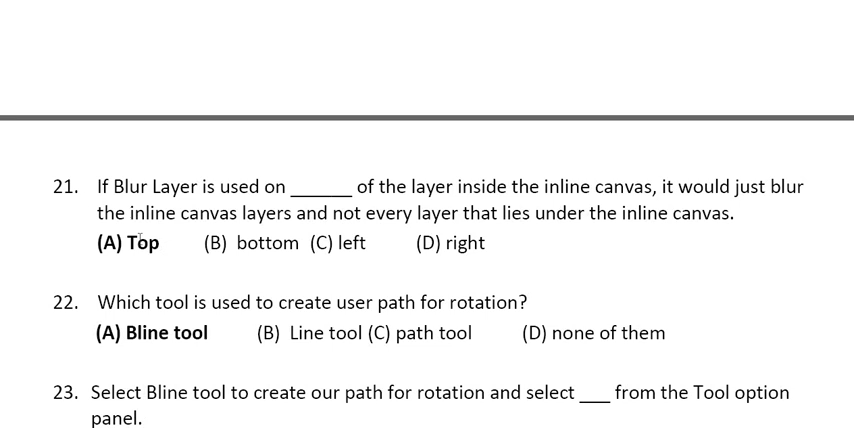 21. If Blur Layer is used on ______ of the layer inside the inline canvas, it would just blur
the inline canvas layers and not every layer that lies under the inline canvas.
(A) Top (B) bottom (C) left (D) right
22. Which tool is used to create user path for rotation?
(A) Bline tool (B) Line tool (C) path tool (D) none of them
23. Select Bline tool to create our path for rotation and select ___ from the Tool option
panel.